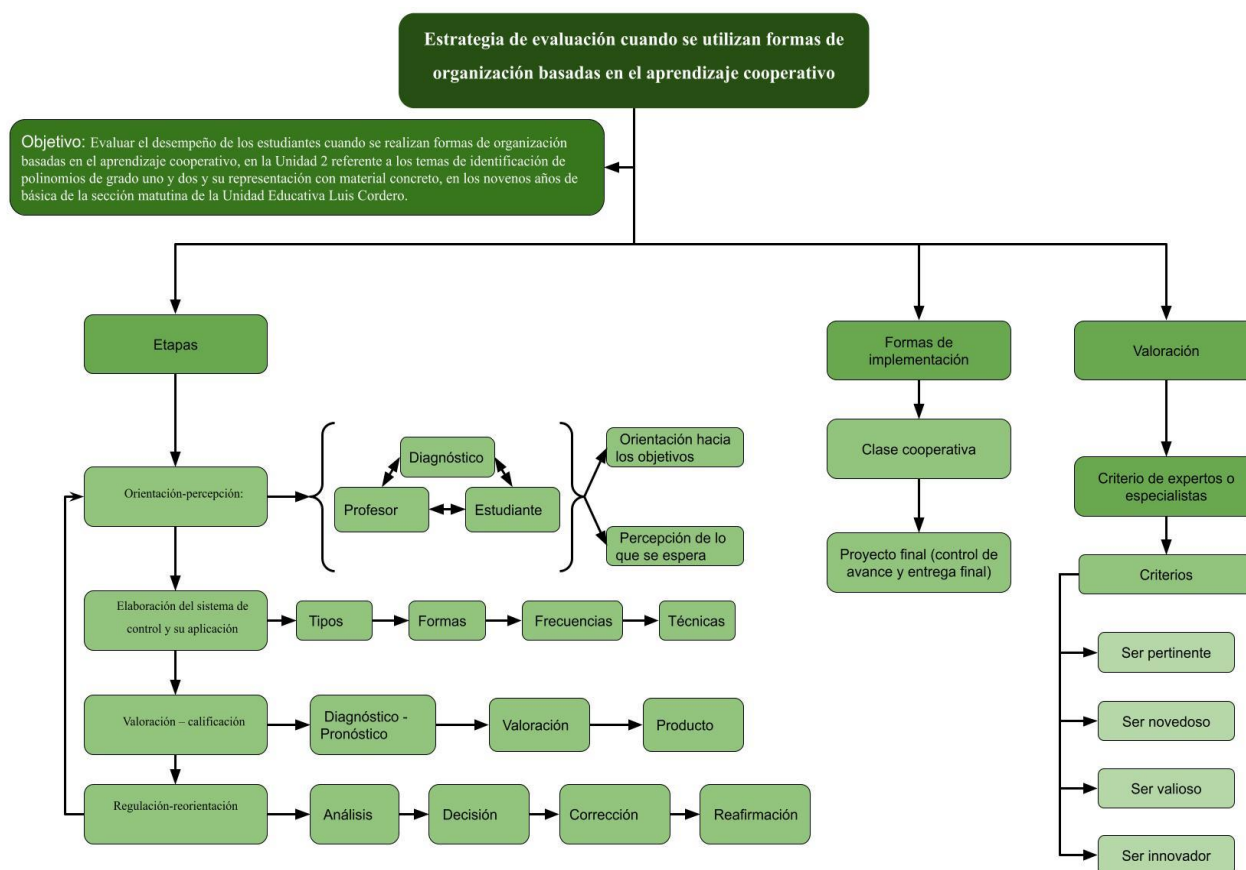 Estrategia de evaluación cuando se utilizan formas de
organización basadas en el aprendizaje cooperativo
Objetivo: Evaluar el desempeño de los estudiantes cuando se realizan formas de organización
basadas en el aprendizaje cooperativo, en la Unidad 2 referente a los temas de identificación de
polinomios de grado uno y dos y su representación con material concreto, en los novenos años de
básica de la sección matutina de la Unidad Educativa Luis Cordero.
Etapas
Orientación-percepción:
Diagnóstico
Profesor
Estudiante
Orientación hacia
los objetivos
Percepción de lo
que se espera
Elaboración del sistema de
control y su aplicación
Tipos
Formas
Frecuencias
Técnicas
Valoración – calificación
Diagnóstico -
Pronóstico
Valoración
Producto
Regulación-reorientación
Análisis
Decisión
Corrección
Reafirmación
Formas de
implementación
Clase cooperativa
Proyecto final (control de
avance y entrega final)
Valoración
Criterio de expertos o
especialistas
Criterios
Ser pertinente
Ser novedoso
Ser valioso
Ser innovador